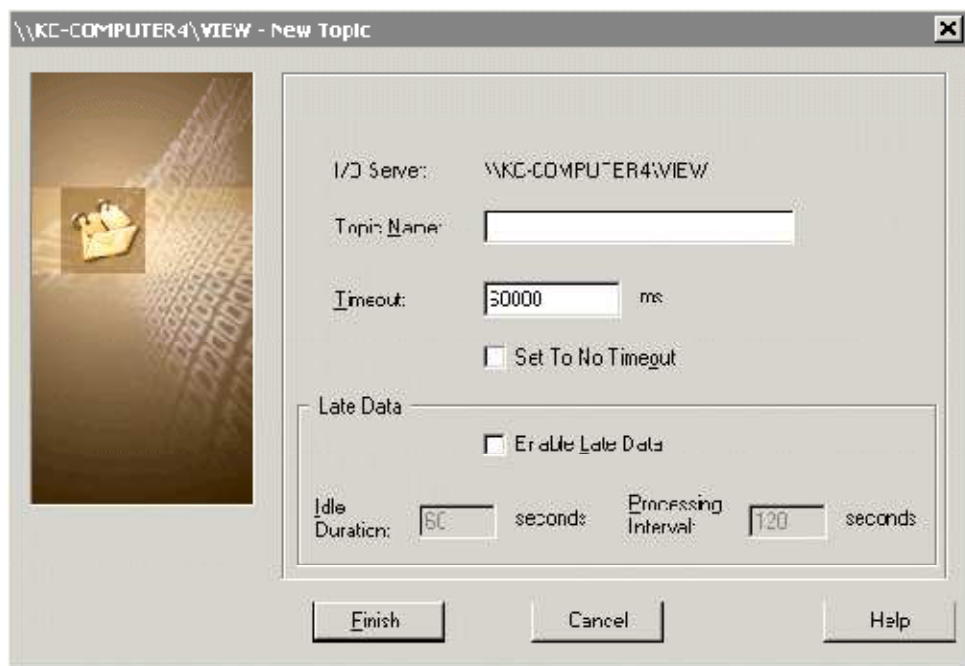 \\KC-COMPUTER4\VIEW - New Topic
I/O Server: \\KC-COMPUTER4\VIEW
Topic Name:
Timeout: 60000 ms
Set To No Timeout
Late Data
Enable Late Data
Idle Duration: 60 seconds Processing Interval: 120 seconds
Finish Cancel Help